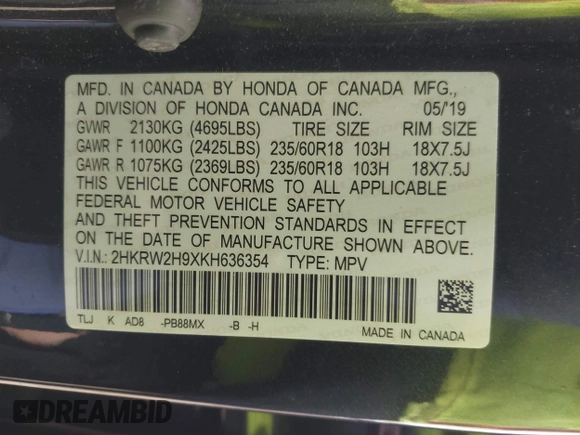 MFD. IN CANADA BY HONDA OF CANADA MFG.,
A DIVISION OF HONDA CANADA INC. 05/'19
GVWR 2130KG (4695LBS) TIRE SIZE RIM SIZE
GAWR F 1100KG (2425LBS) 235/60R18 103H 18X7.5J
GAWR R 1075KG (2369LBS) 235/60R18 103H 18X7.5J
THIS VEHICLE CONFORMS TO ALL APPLICABLE
FEDERAL MOTOR VEHICLE SAFETY
AND THEFT PREVENTION STANDARDS IN EFFECT
ON THE DATE OF MANUFACTURE SHOWN ABOVE.
V.I.N.: 2HKRW2H9XKH636354 TYPE: MPV
TLJ K AD8 -PB88MX -B -H
MADE IN CANADA
DREAMBID